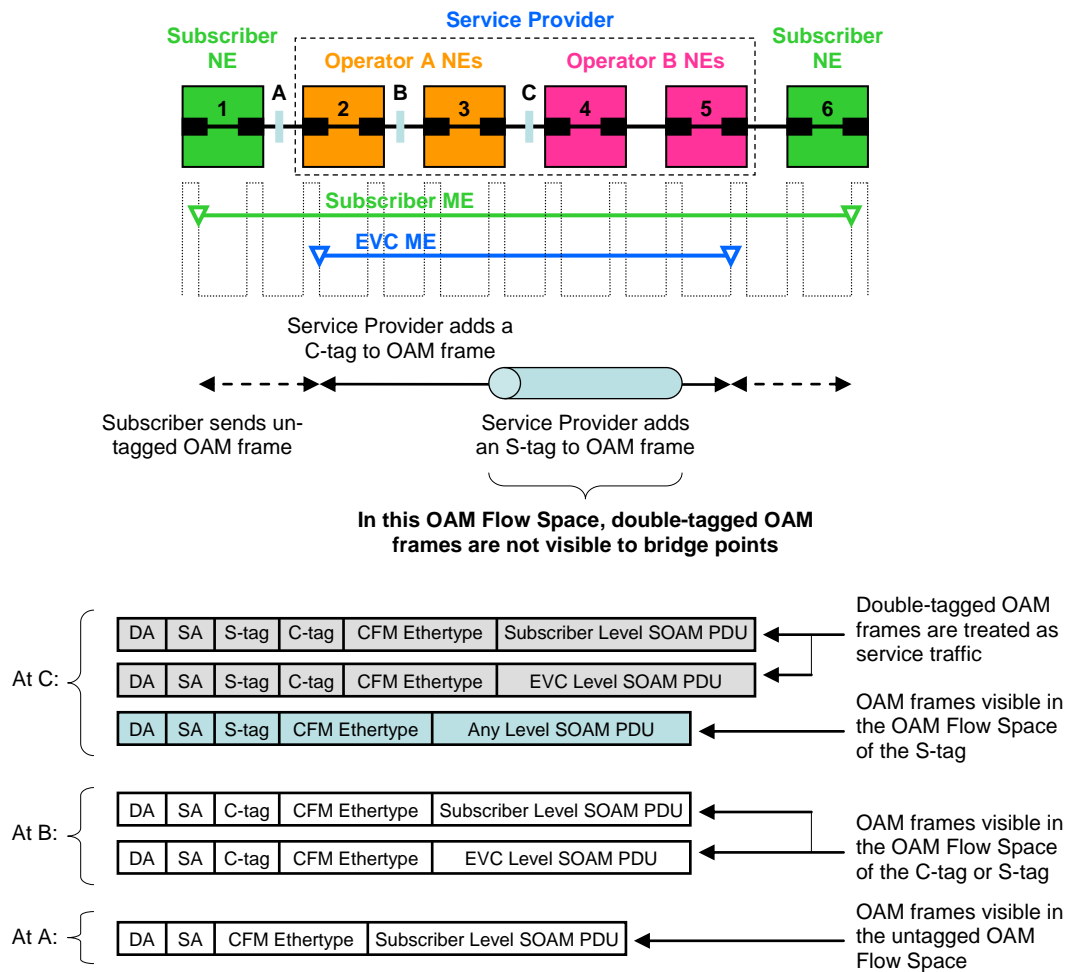 Service Provider
Subscriber
NE
Operator A NEs
Operator B NEs
Subscriber
NE
1
A
2
B
3
C
4
5
6
Subscriber ME
EVC ME
Service Provider adds a
C-tag to OAM frame
Subscriber sends un-
tagged OAM frame
Service Provider adds
an S-tag to OAM frame
In this OAM Flow Space, double-tagged OAM
frames are not visible to bridge points
At C:
DA SA S-tag C-tag CFM Ethertype Subscriber Level SOAM PDU
DA SA S-tag C-tag CFM Ethertype EVC Level SOAM PDU
Double-tagged OAM
frames are treated as
service traffic
DA SA S-tag CFM Ethertype Any Level SOAM PDU
OAM frames visible in
the OAM Flow Space
of the S-tag
At B:
DA SA C-tag CFM Ethertype Subscriber Level SOAM PDU
DA SA C-tag CFM Ethertype EVC Level SOAM PDU
OAM frames visible in
the OAM Flow Space
of the C-tag or S-tag
At A:
DA SA CFM Ethertype Subscriber Level SOAM PDU
OAM frames visible in
the untagged OAM
Flow Space